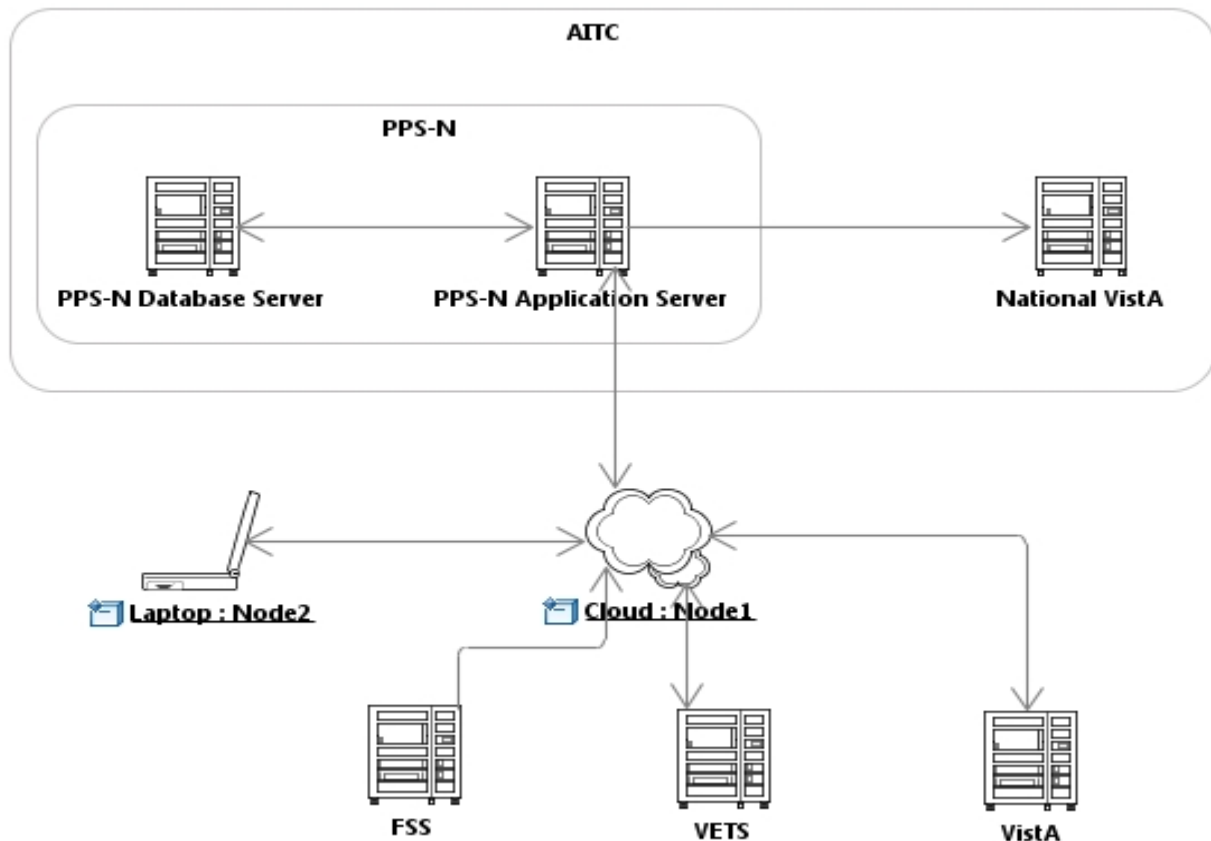 AITC
PPS-N
PPS-N Database Server
PPS-N Application Server
National VistA
Laptop : Node2
Cloud : Node1
FSS
VETS
VistA